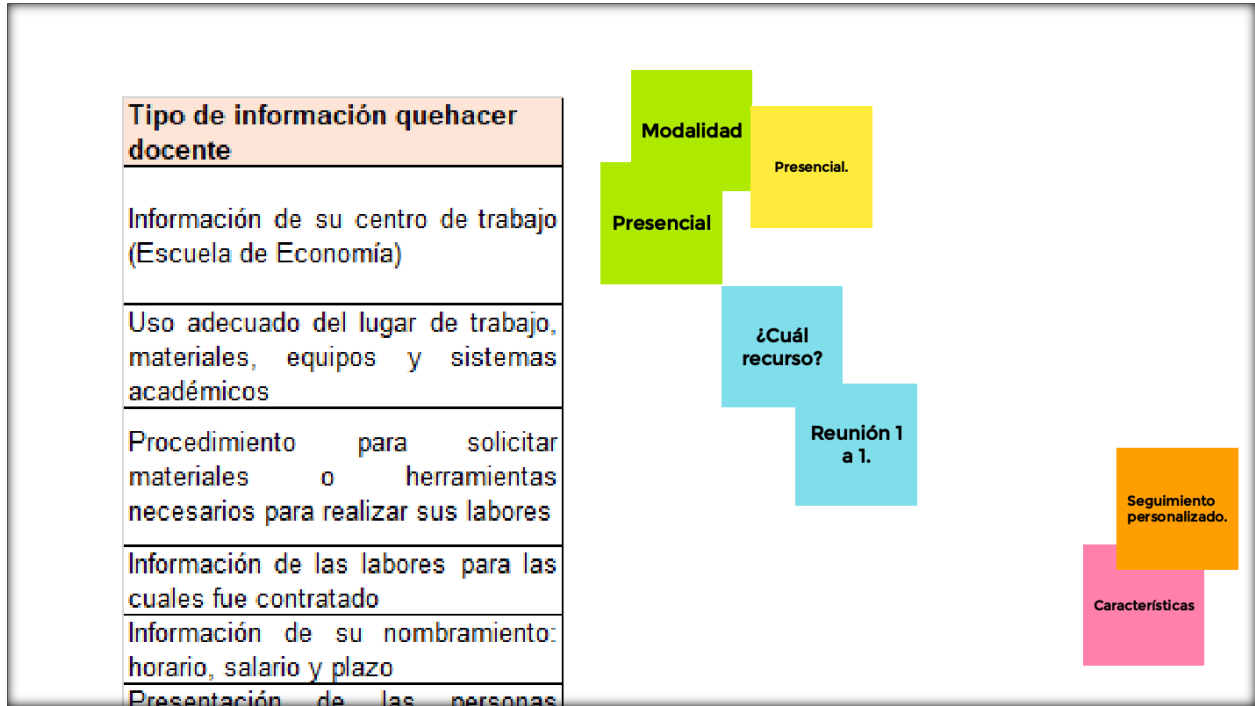 Tipo de información quehacer
docente
Información de su centro de trabajo
(Escuela de Economía)
Uso adecuado del lugar de trabajo,
materiales, equipos y sistemas
académicos
Procedimiento para solicitar
materiales o herramientas
necesarios para realizar sus labores
Información de las labores para las
cuales fue contratado
Información de su nombramiento:
horario, salario y plazo
Presentación de las personas
Modalidad
Presencial.
Presencial
¿Cuál
recurso?
Reunión 1
a 1.
Seguimiento
personalizado.
Características